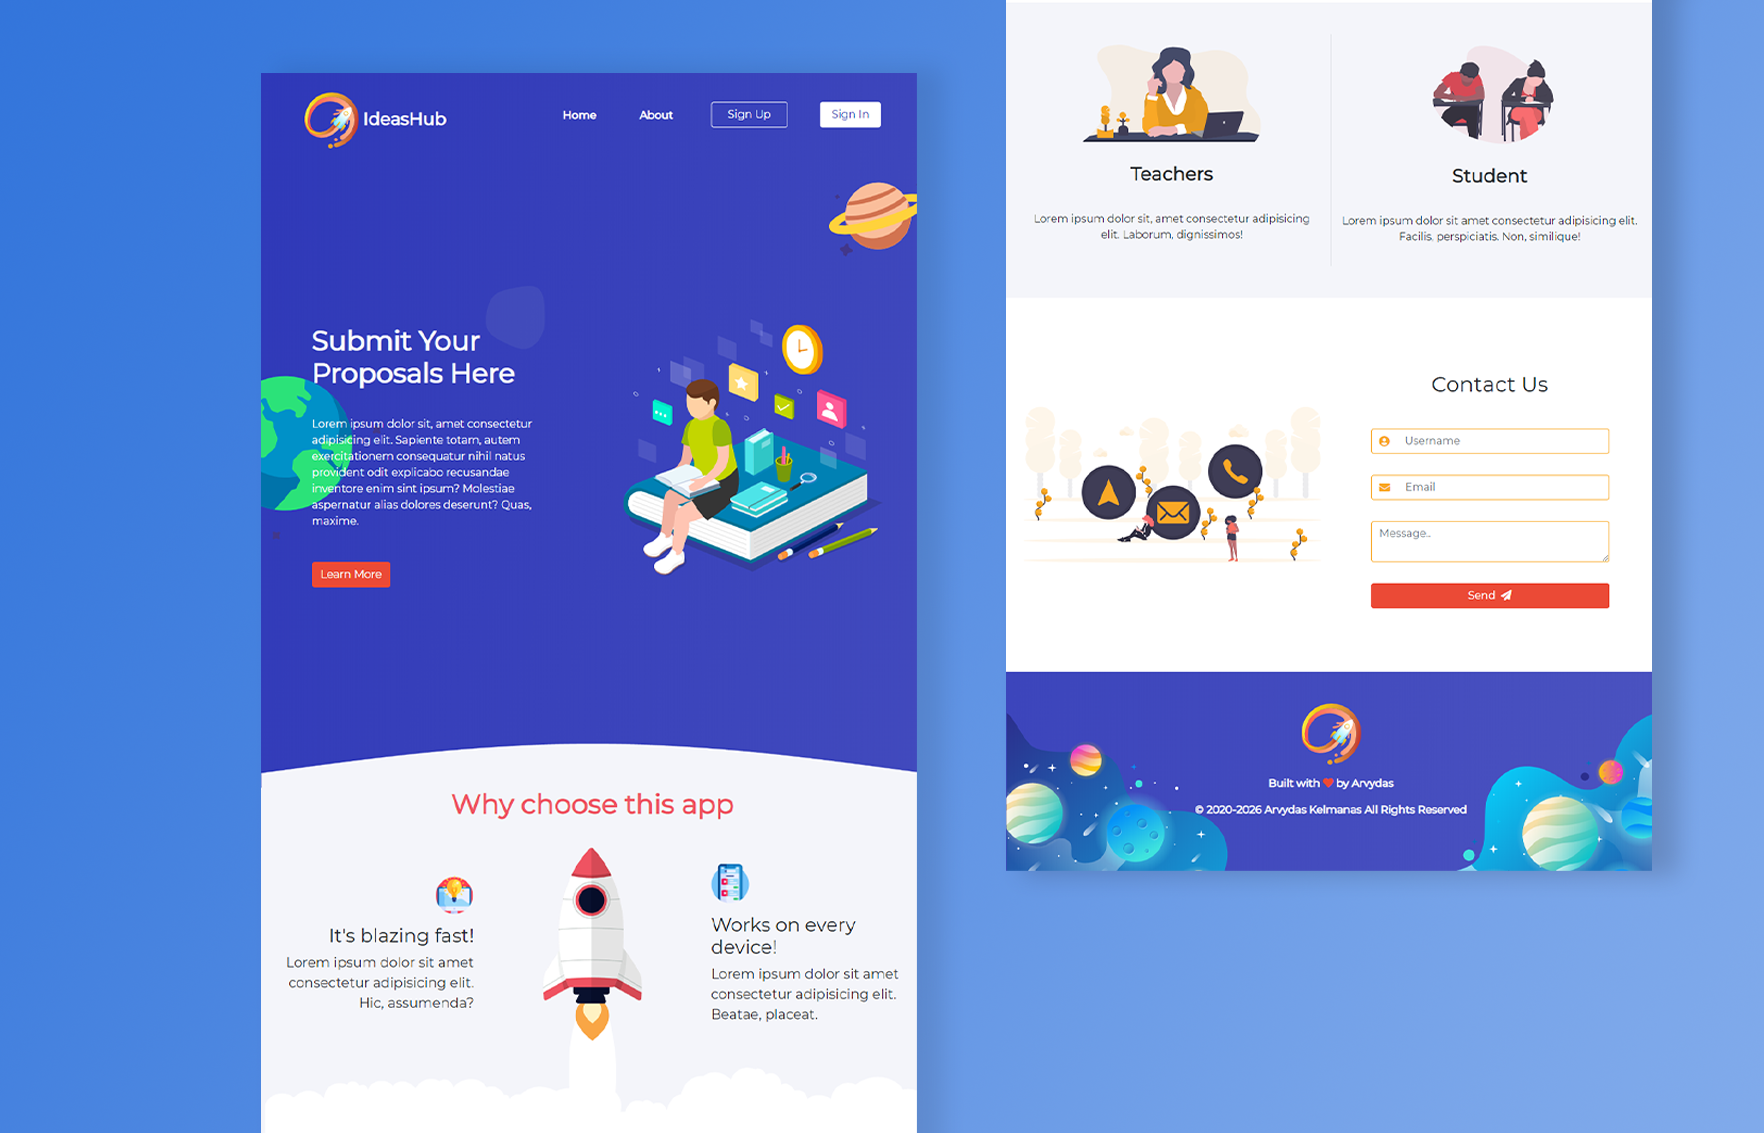 IdeasHub
Home
About
Sign Up
Sign In
Submit Your
Proposals Here
Lorem ipsum dolor sit, amet consectetur
adipisicing elit. Sapiente totam, autem
exercitationem consequatur nihil natus
provident odit explicabo recusandae
inventore enim sint ipsum? Molestiae
aspernatur alias dolores deserunt? Quas,
maxime.
Learn More
Why choose this app
It's blazing fast!
Lorem ipsum dolor sit amet
consectetur adipisicing elit.
Hic, assumenda?
Works on every
device!
Lorem ipsum dolor sit amet
consectetur adipisicing elit.
Beatae, placeat.
Teachers
Lorem ipsum dolor sit, amet consectetur adipisicing
elit. Laborum, dignissimos!
Student
Lorem ipsum dolor sit amet consectetur adipisicing elit.
Facilis, perspiciatis. Non, similique!
Contact Us
Username
Email
Message..
Send
Built with ❤ by Arvydas
© 2020-2026 Arvydas Kelmanas All Rights Reserved